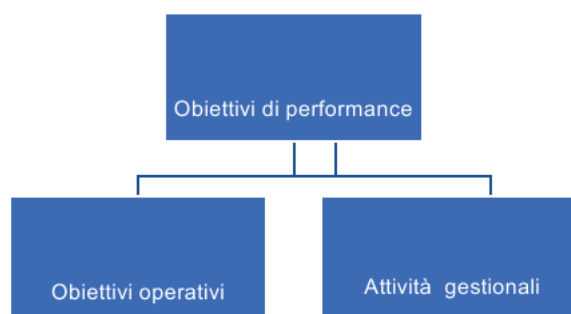 Obiettivi di performance
Obiettivi operativi
Attività gestionali